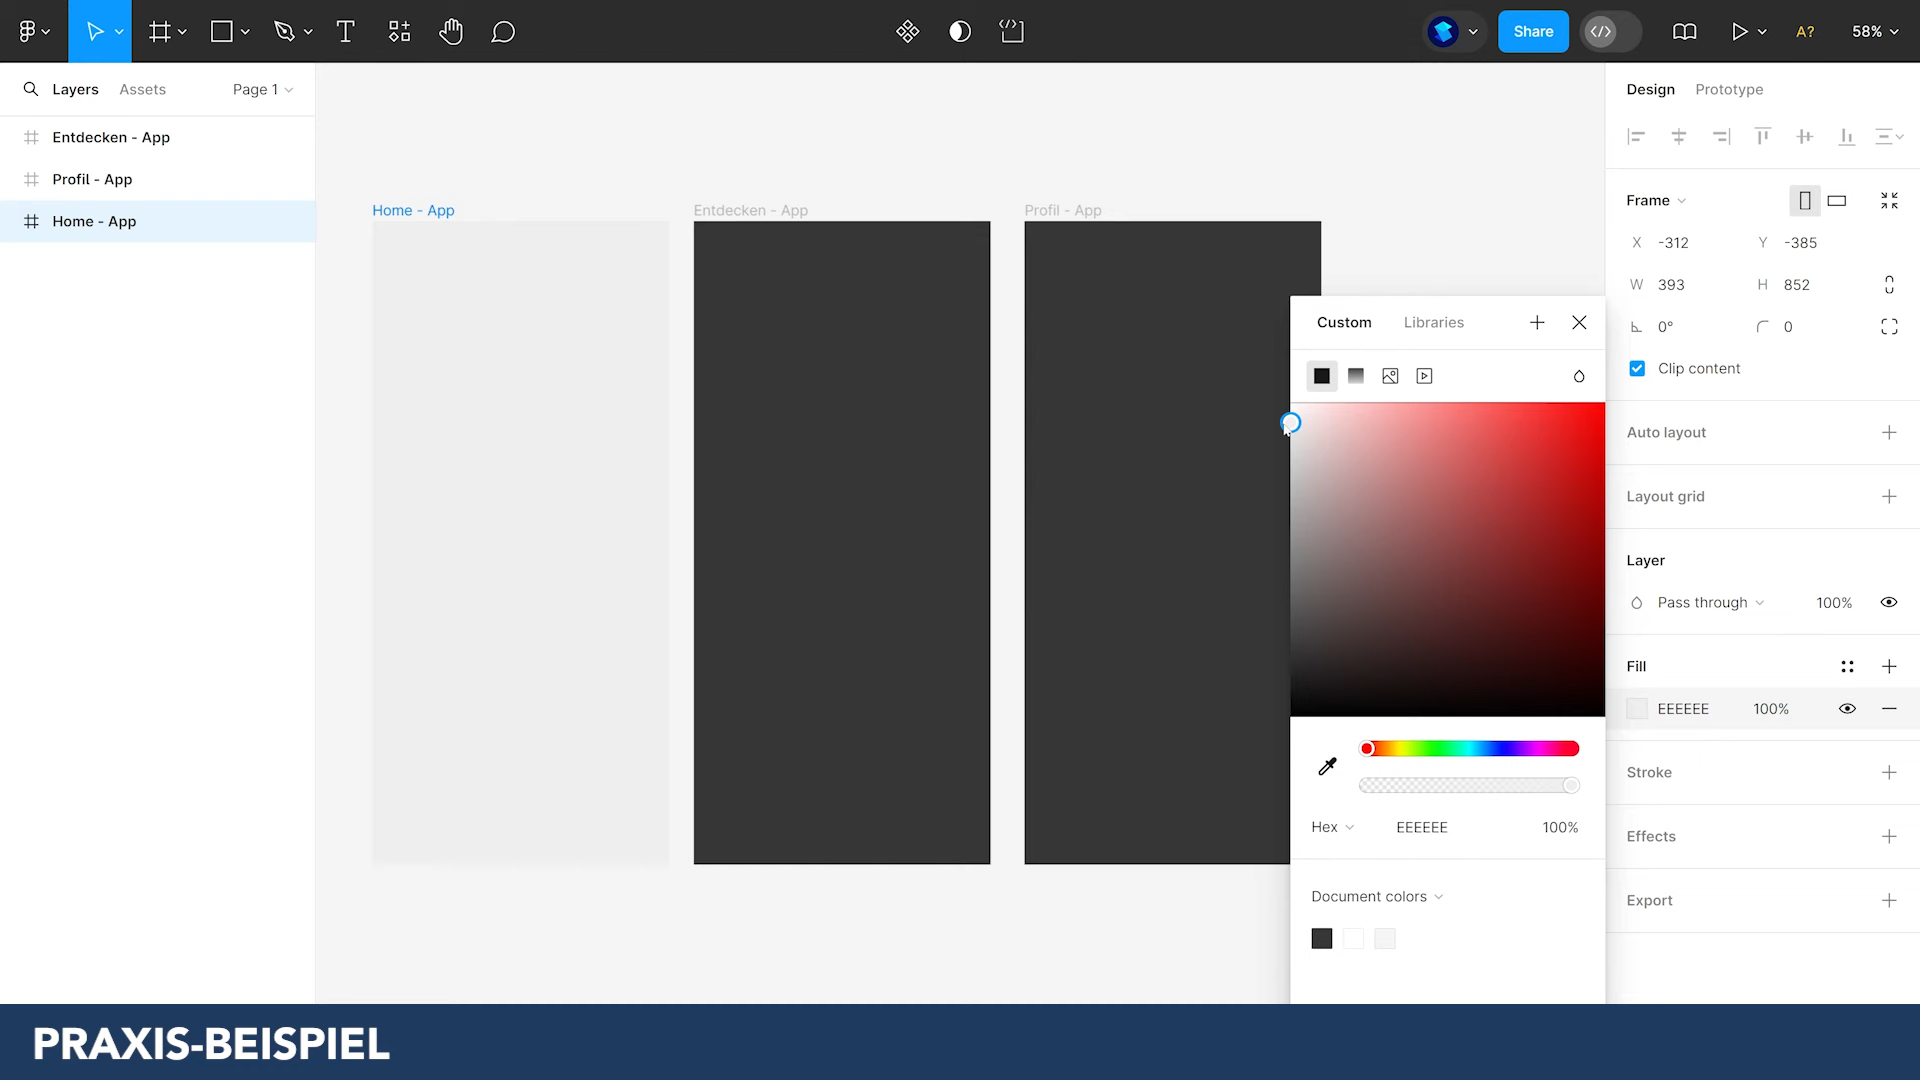 Share
A?
58%
Layers
Assets
Page 1
Entdecken - App
Profil - App
Home - App
Home - App
Entdecken - App
Profil - App
Custom
Libraries
Hex
EEEEEE
100%
Document colors
Design
Prototype
Frame
X -312
Y -385
W 393
H 852
0°
0
Clip content
Auto layout
Layout grid
Layer
Pass through
100%
Fill
EEEEEE
100%
Stroke
Effects
Export
PRAXIS-BEISPIEL